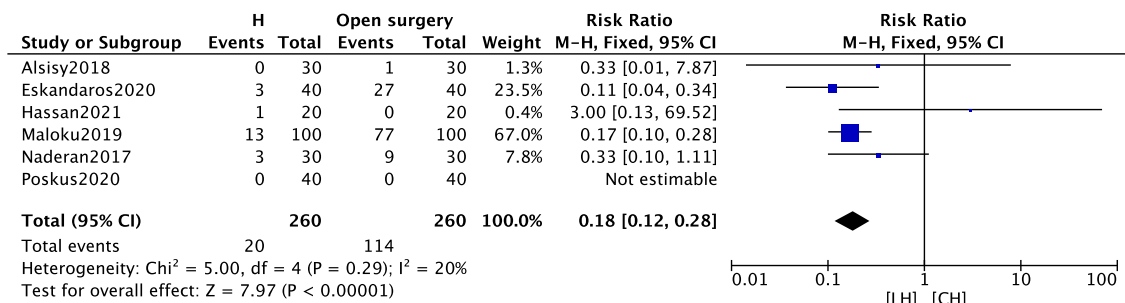 H Open surgery Risk Ratio Risk Ratio
Study or Subgroup Events Total Events Total Weight M-H, Fixed, 95% CI M-H, Fixed, 95% CI
Alsisy2018 0 30 1 30 1.3% 0.33 [0.01, 7.87]
Eskandaros2020 3 40 27 40 23.5% 0.11 [0.04, 0.34]
Hassan2021 1 20 0 20 0.4% 3.00 [0.13, 69.52]
Maloku2019 13 100 77 100 67.0% 0.17 [0.10, 0.28]
Naderan2017 3 30 9 30 7.8% 0.33 [0.10, 1.11]
Poskus2020 0 40 0 40 Not estimable
Total (95% CI) 260 260 100.0% 0.18 [0.12, 0.28]
Total events 20 114
Heterogeneity: Chi² = 5.00, df = 4 (P = 0.29); I² = 20%
Test for overall effect: Z = 7.97 (P < 0.00001)
0.01 0.1 1 10 100
[LH] [CH]